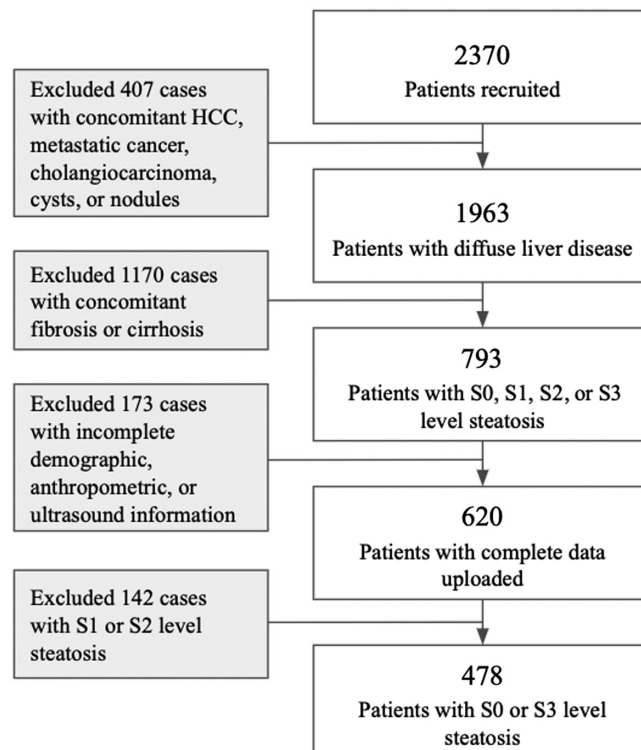 2370
Patients recruited
Excluded 407 cases
with concomitant HCC,
metastatic cancer,
cholangiocarcinoma,
cysts, or nodules
1963
Patients with diffuse liver disease
Excluded 1170 cases
with concomitant
fibrosis or cirrhosis
793
Patients with S0, S1, S2, or S3
level steatosis
Excluded 173 cases
with incomplete
demographic,
anthropometric, or
ultrasound information
620
Patients with complete data
uploaded
Excluded 142 cases
with S1 or S2 level
steatosis
478
Patients with S0 or S3 level
steatosis